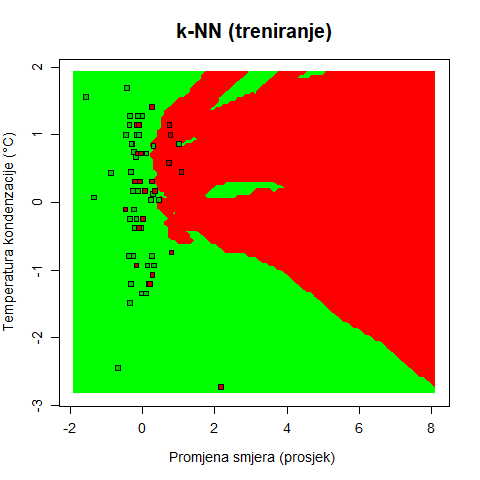 k-NN (treniranje)
Temperatura kondenzacije (°C)
2
1
0
-1
-2
-3
-2 0 2 4 6 8
Promjena smjera (prosjek)